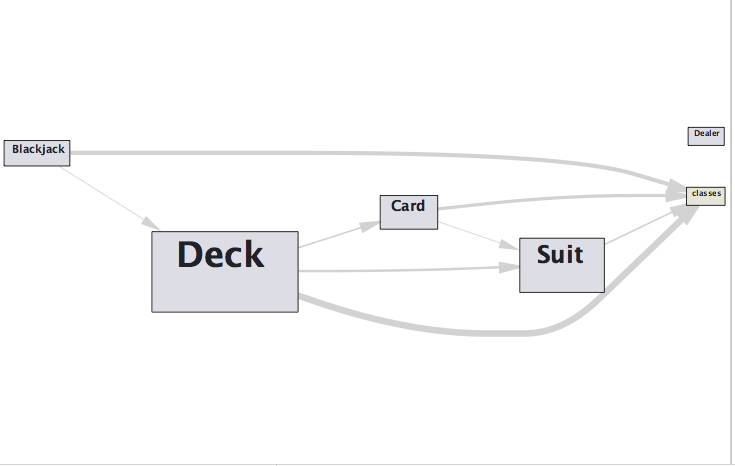 Dealer
Blackjack
classes
Card
Deck
Suit